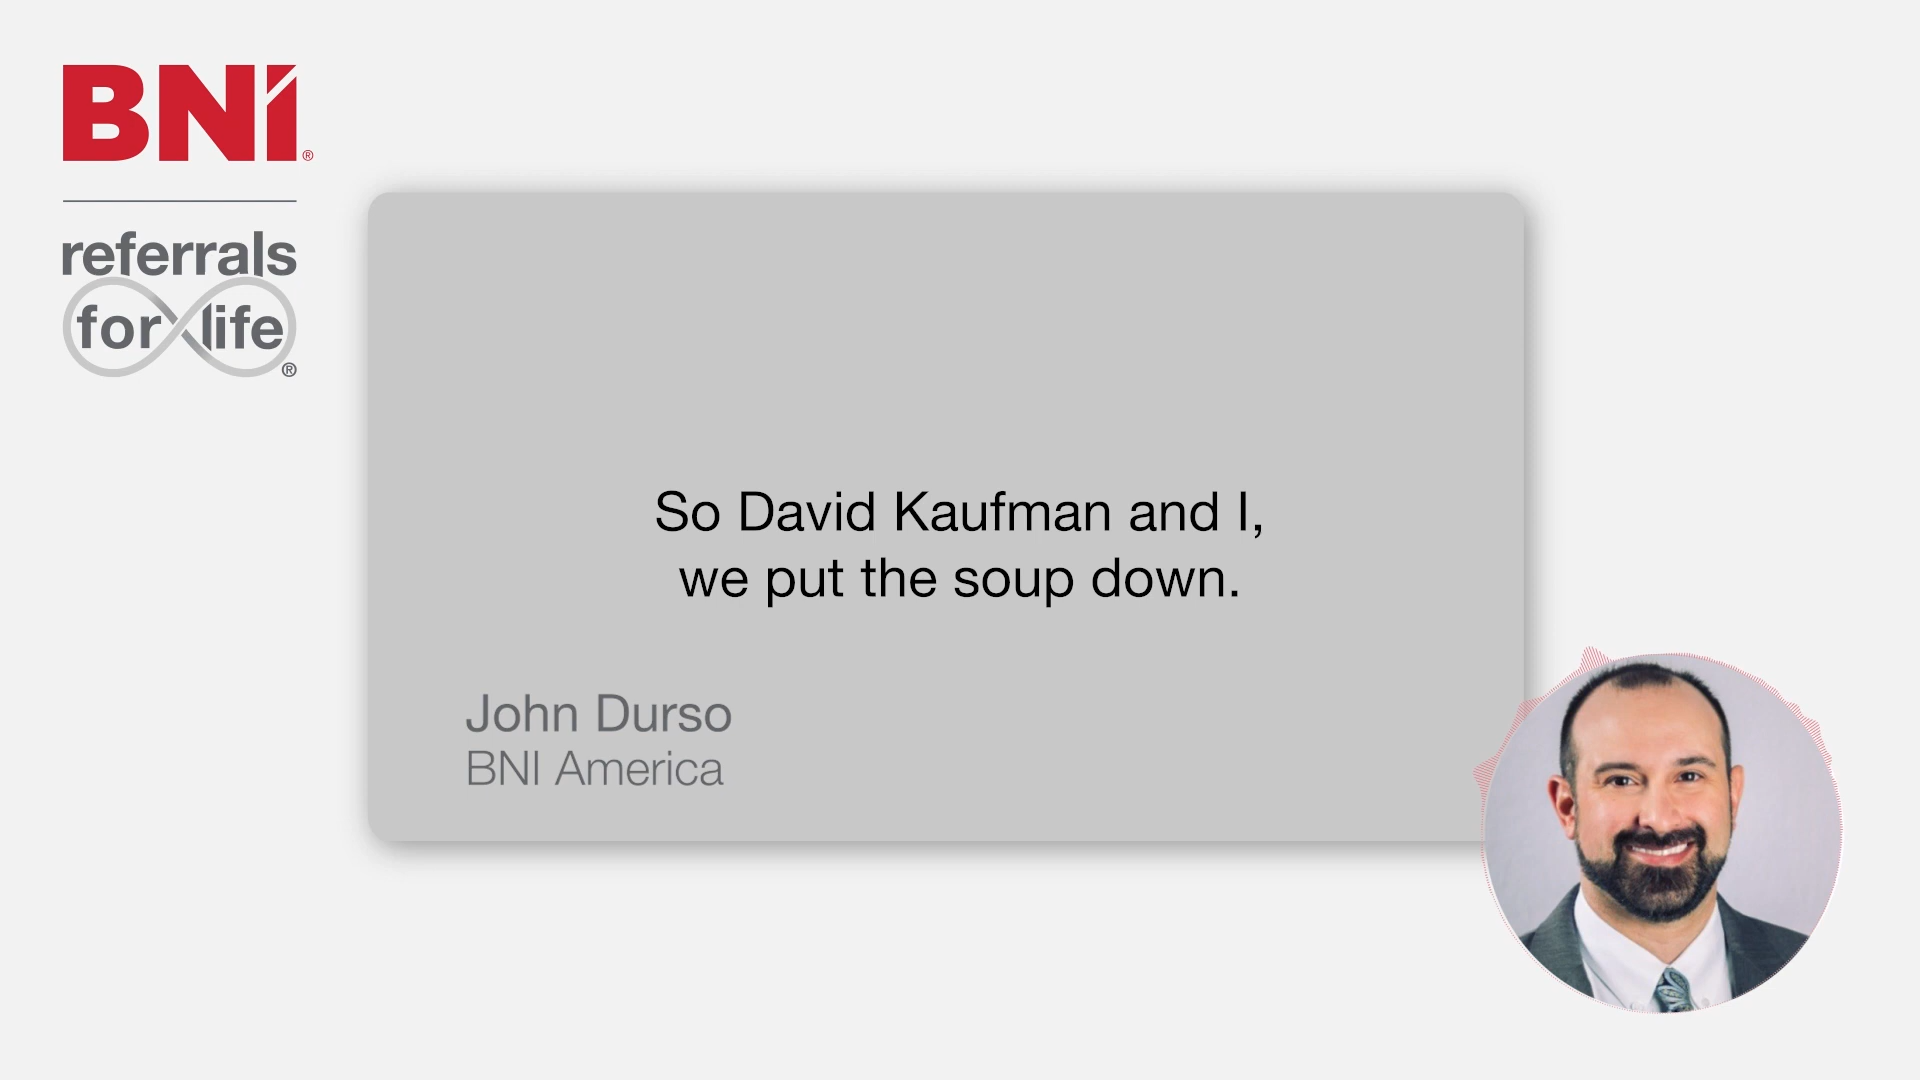 BNI®
referrals
for life®
So David Kaufman and I,
we put the soup down.
John Durso
BNI America